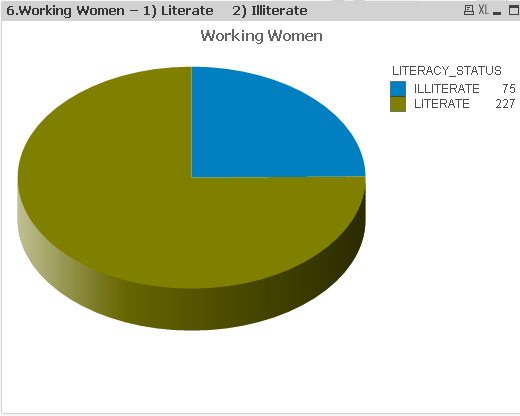 6.Working Women – 1) Literate    2) Illiterate
XL
Working Women
LITERACY_STATUS
ILLITERATE 75
LITERATE 227